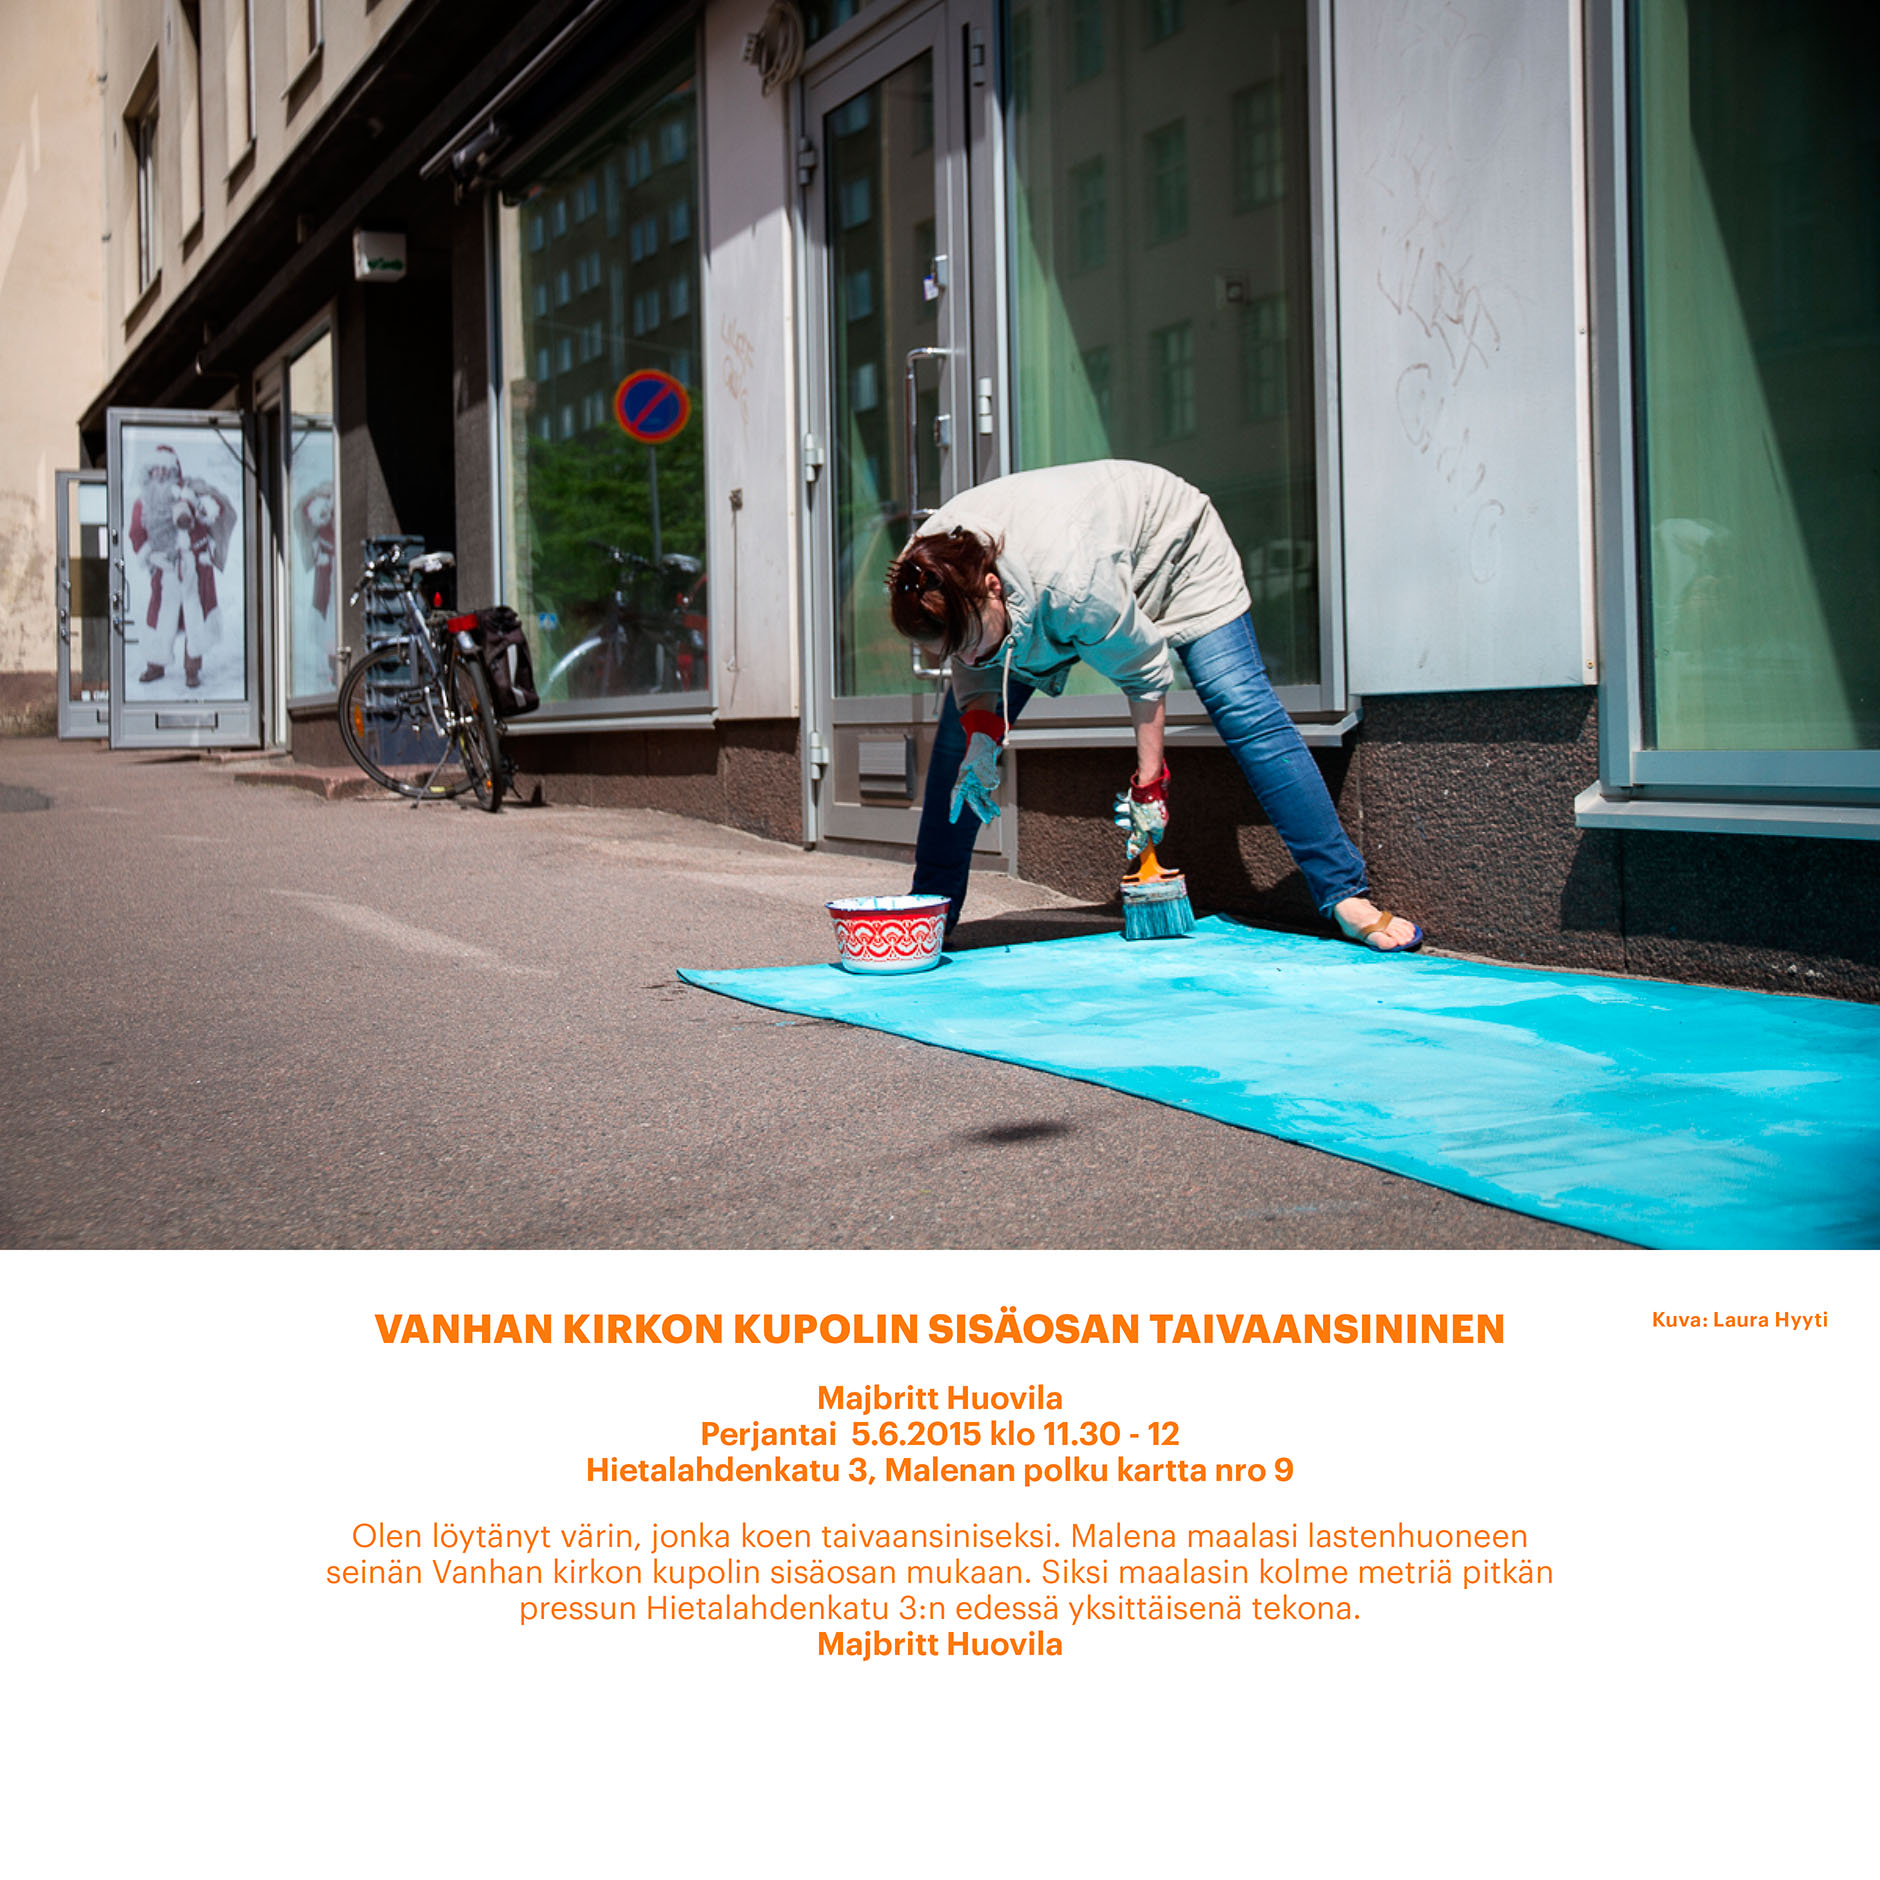 VANHAN KIRKON KUPOLIN SISÄOSAN TAIVAANSININEN
Kuva: Laura Hyyti
Majbritt Huovila
Perjantai 5.6.2015 klo 11.30 - 12
Hietalahdenkatu 3, Malenan polku kartta nro 9
Olen löytänyt värin, jonka koen taivaansiniseksi. Malena maalasi lastenhuoneen
seinän Vanhan kirkon kupolin sisäosan mukaan. Siksi maalasin kolme metriä pitkän
pressun Hietalahdenkatu 3:n edessä yksittäisenä tekona.
Majbritt Huovila